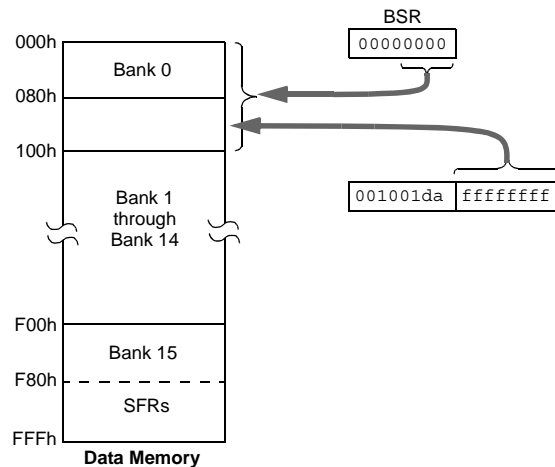 BSR
000h
00000000
Bank 0
080h
100h
001001da ffffffff
Bank 1
through
Bank 14
F00h
Bank 15
F80h
SFRs
FFFh
Data Memory